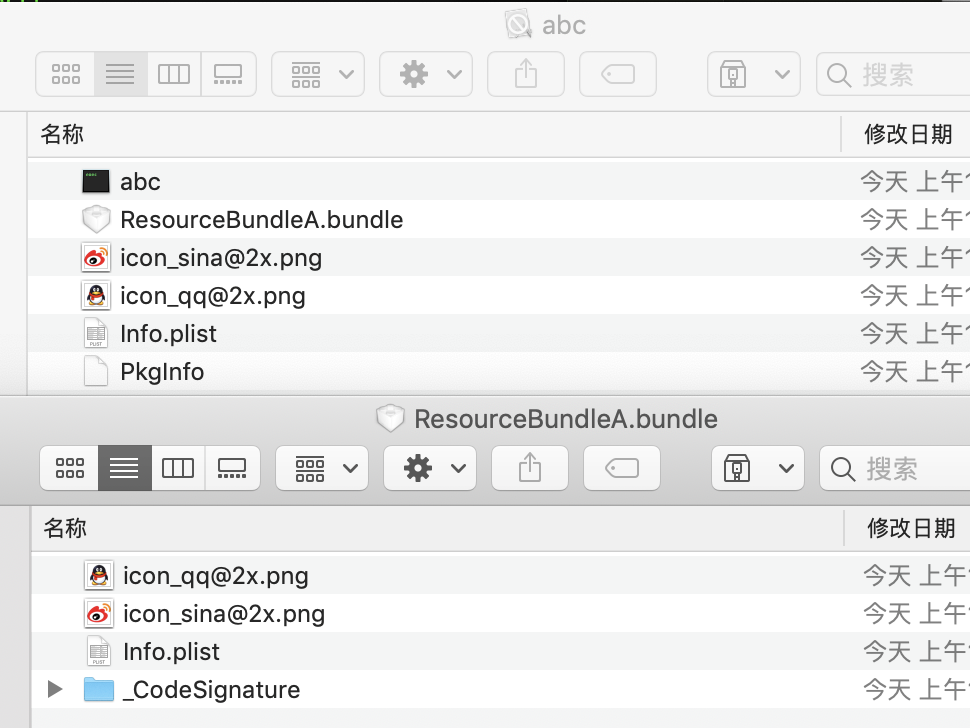 abc
搜索
名称 修改日期
abc 今天 上午
ResourceBundleA.bundle 今天 上午
icon_sina@2x.png 今天 上午
icon_qq@2x.png 今天 上午
Info.plist 今天 上午
PkgInfo 今天 上午
ResourceBundleA.bundle
搜索
名称 修改日期
icon_qq@2x.png 今天 上午
icon_sina@2x.png 今天 上午
Info.plist 今天 上午
_CodeSignature 今天 上午